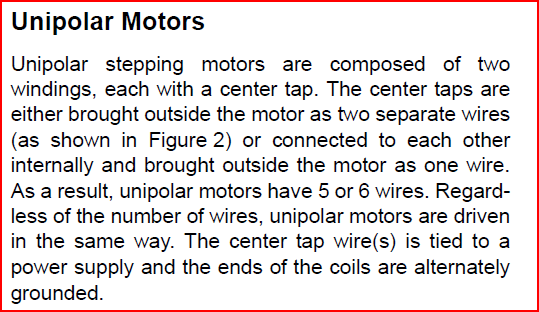 Unipolar Motors
Unipolar stepping motors are composed of two
windings, each with a center tap. The center taps are
either brought outside the motor as two separate wires
(as shown in Figure 2) or connected to each other
internally and brought outside the motor as one wire.
As a result, unipolar motors have 5 or 6 wires. Regard-
less of the number of wires, unipolar motors are driven
in the same way. The center tap wire(s) is tied to a
power supply and the ends of the coils are alternately
grounded.